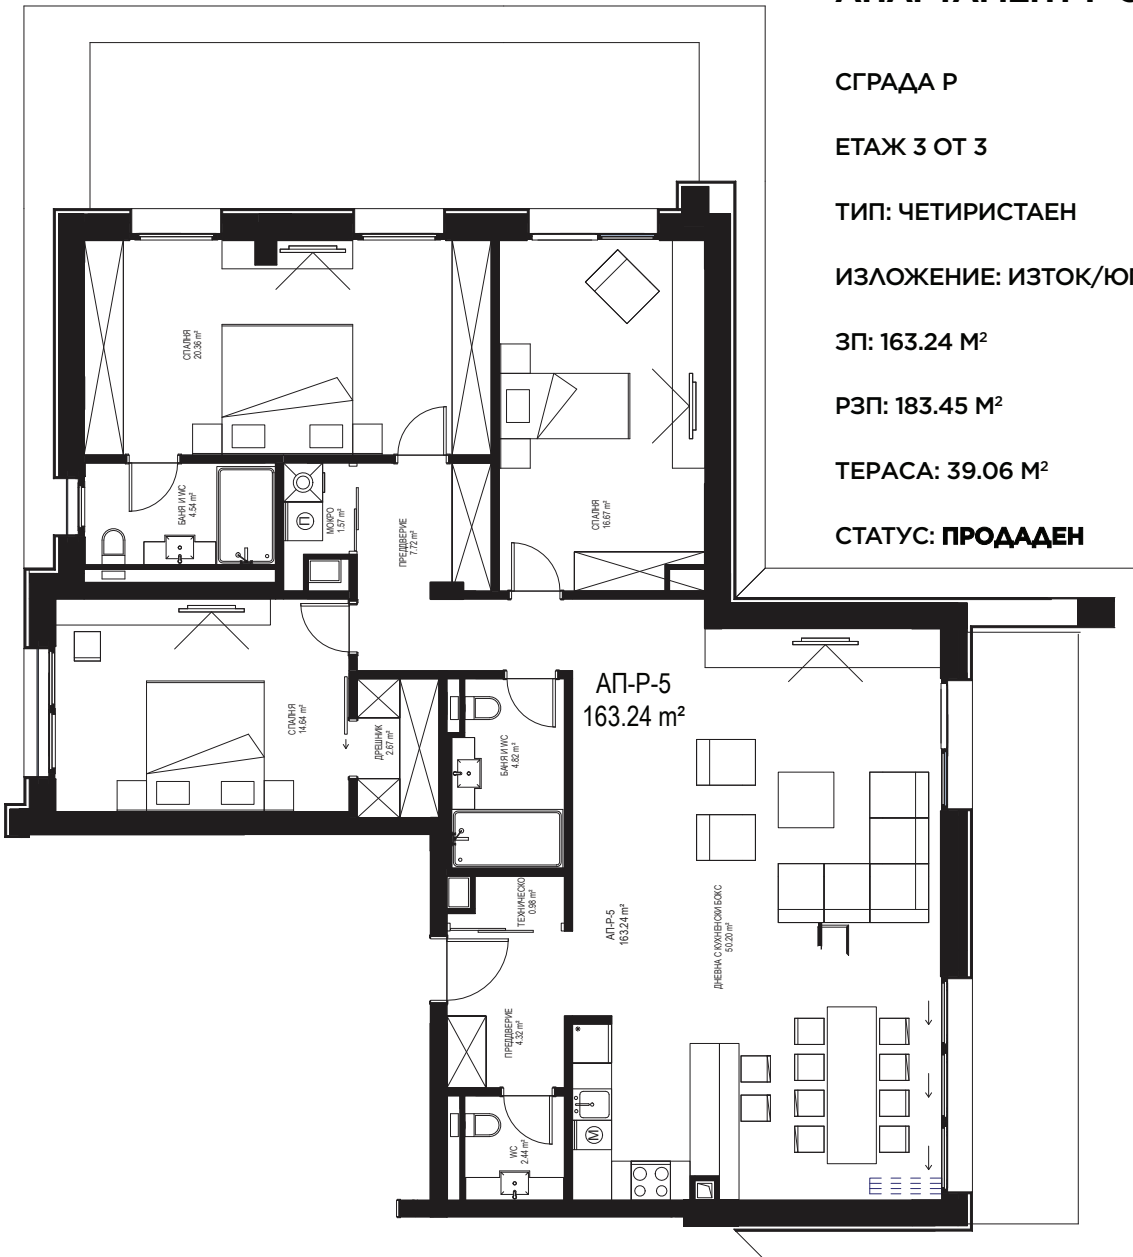 СГРАДА Р
ЕТАЖ 3 ОТ 3
ТИП: ЧЕТИРИСТАЕН
ИЗЛОЖЕНИЕ: ИЗТОК/
ЗП: 163.24 М²
РЗП: 183.45 М²
ТЕРАСА: 39.06 М²
СТАТУС: ПРОДАДЕН
СПАЛНЯ
20.36 m²
СПАЛНЯ
16.67 m²
БАНЯ И WC
4.54 m²
МОКРО
1.57 m²
П
ПРЕДДВЕРИЕ
7.72 m²
СПАЛНЯ
14.64 m²
ДРЕШНИК
2.67 m²
БАНЯ И WC
4.82 m²
АП-Р-5
163.24 m²
ТЕХНИЧЕСКО
0.98 m²
АП-Р-5
163.24 m²
ДНЕВНА С КУХНЕНСКИ БОКС
50.20 m²
ПРЕДДВЕРИЕ
4.32 m²
WC
2.44 m²
М